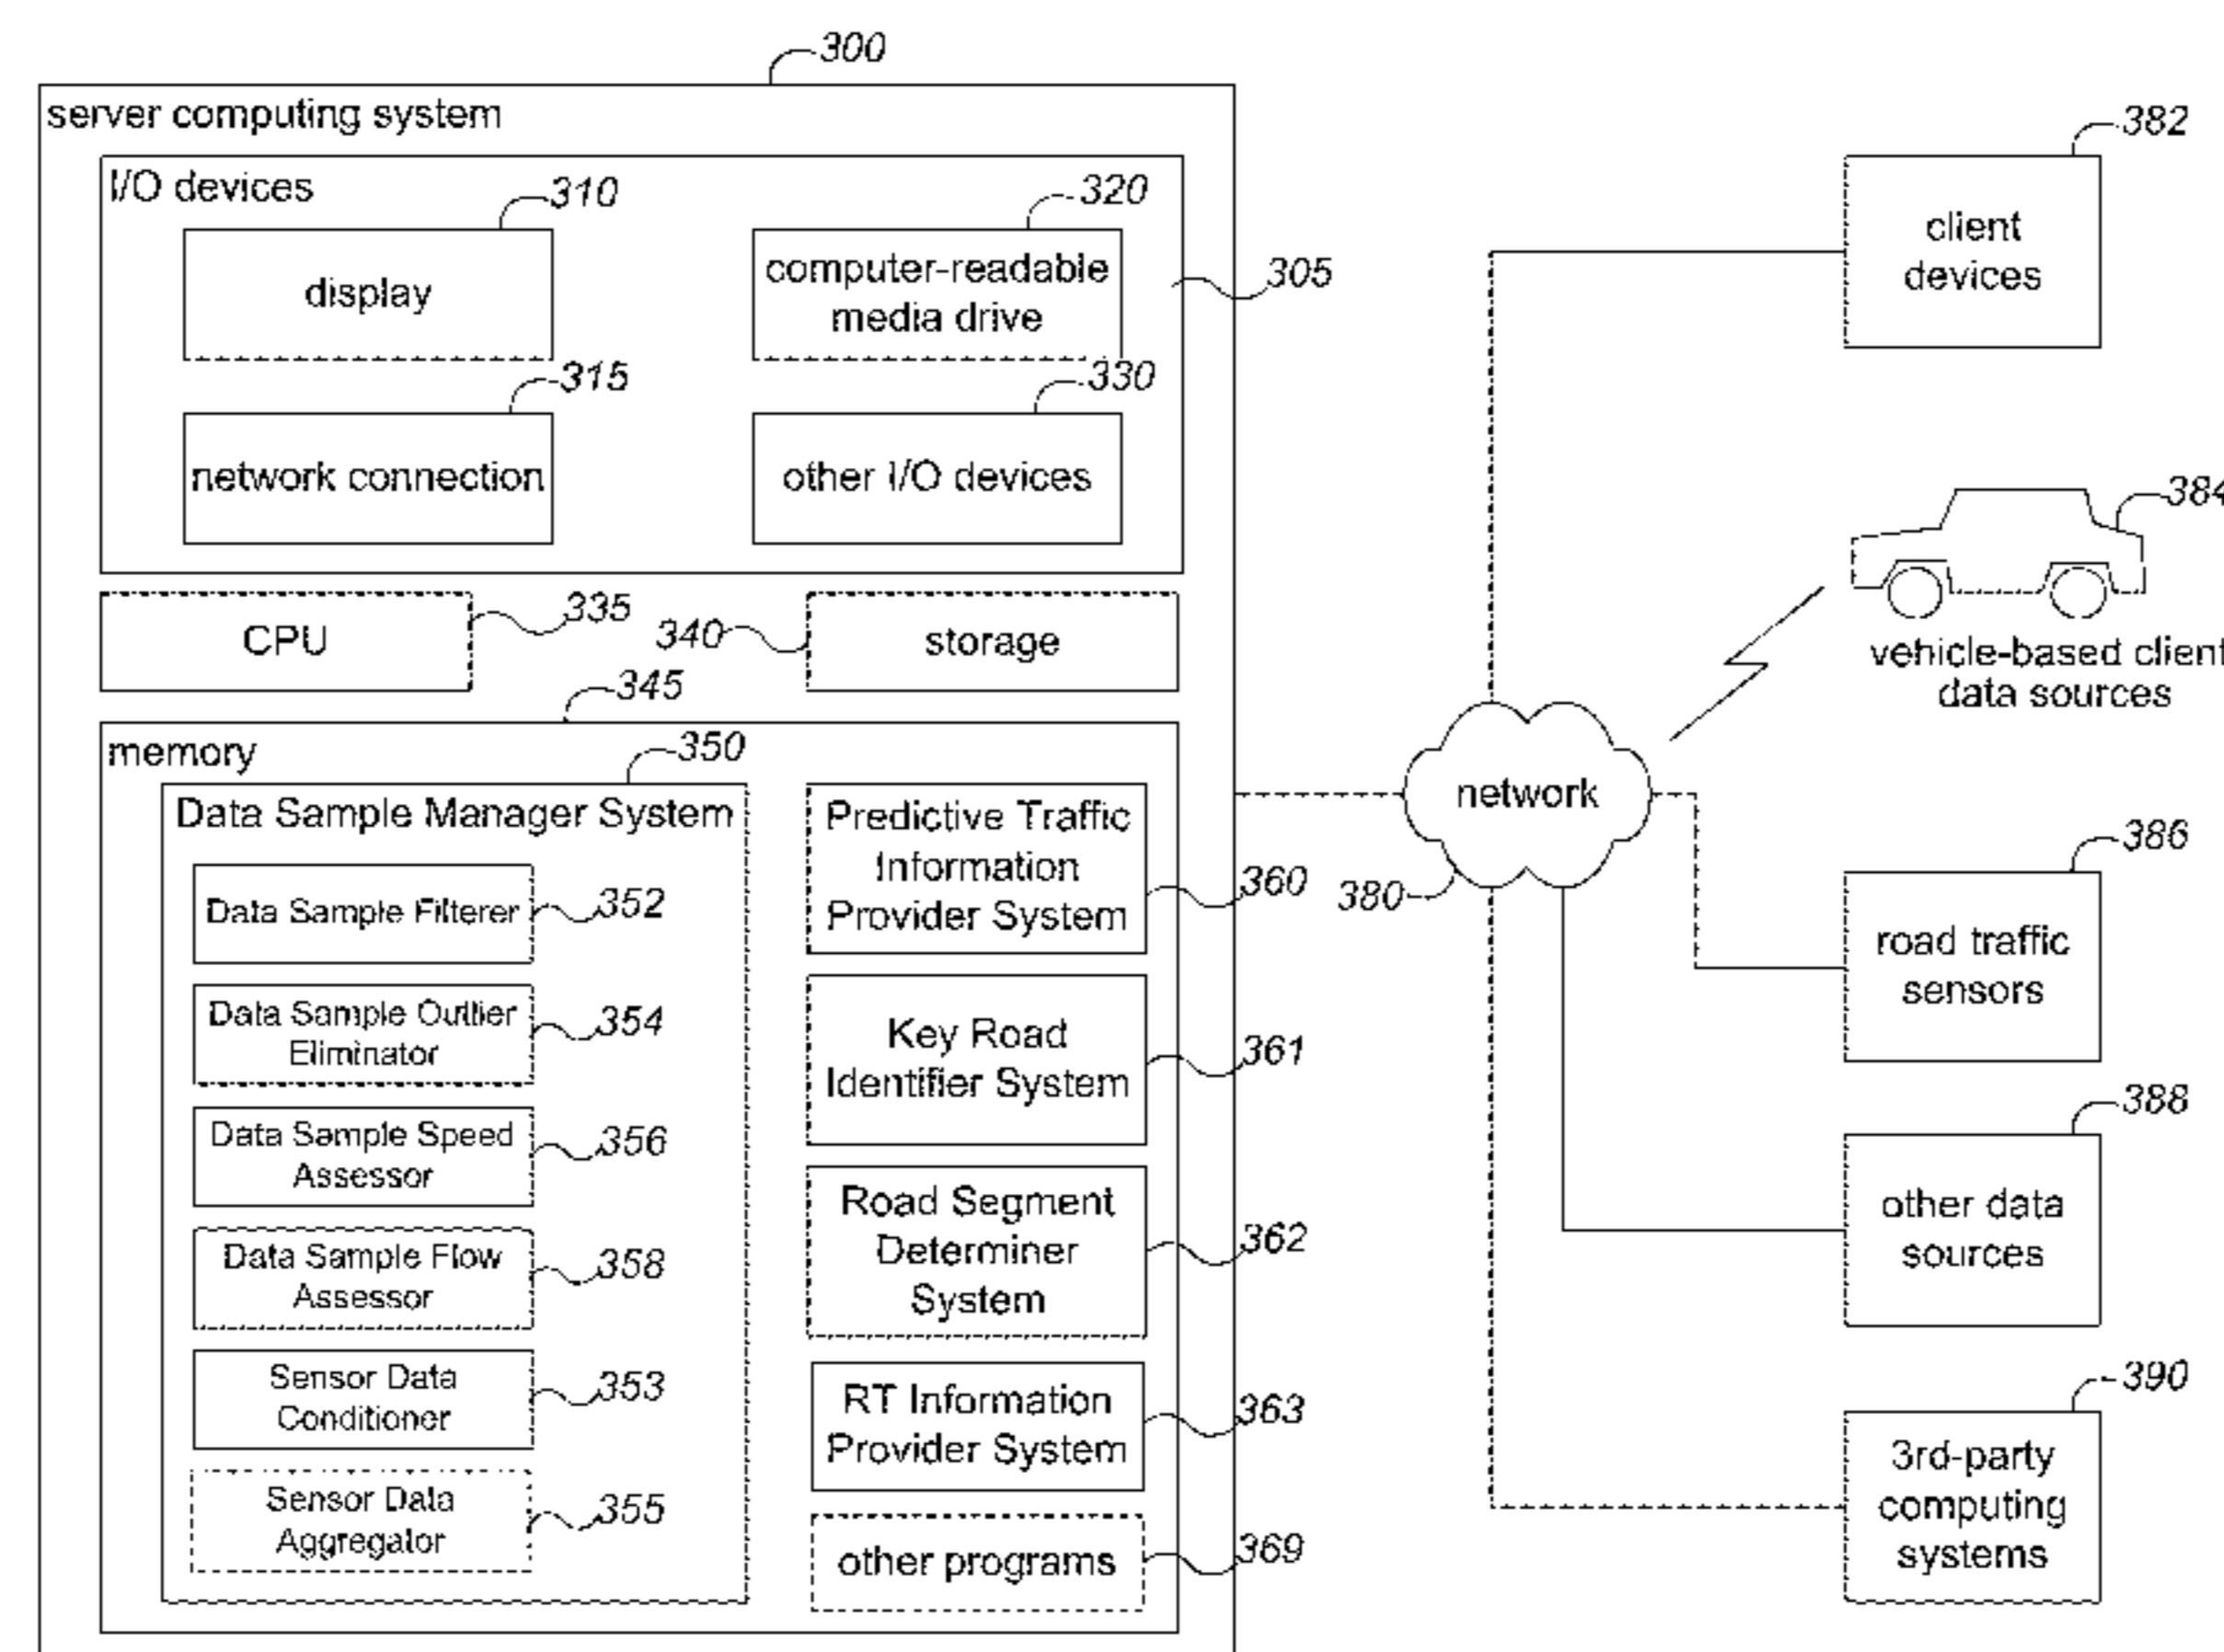 300
server computing system
I/O devices
310
display
320
computer-readable
media drive
305
315
network connection
330
other I/O devices
CPU
335
340
storage
345
memory
350
Data Sample Manager System
Data Sample Filterer
352
Data Sample Outlier
Eliminator
354
Data Sample Speed
Assessor
356
Data Sample Flow
Assessor
358
Sensor Data
Conditioner
353
Sensor Data
Aggregator
355
Predictive Traffic
Information
Provider System
360
Key Road
Identifier System
361
Road Segment
Determiner
System
362
RT Information
Provider System
363
other programs
369
network
380
382
client
devices
384
vehicle-based client
data sources
386
road traffic
sensors
388
other data
sources
390
3rd-party
computing
systems